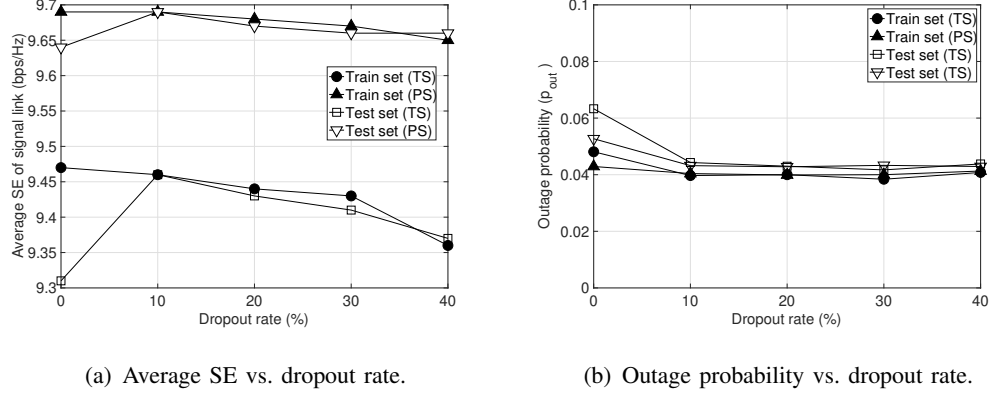 9.7
9.65
9.6
9.55
9.5
9.45
9.4
9.35
9.3
Average SE of signal link (bps/Hz)
Train set (TS)
Train set (PS)
Test set (TS)
Test set (PS)
0 10 20 30 40
Dropout rate (%)
(a) Average SE vs. dropout rate.
0.1
0.08
0.06
0.04
0.02
0
Outage probability (p_out)
Train set (TS)
Train set (PS)
Test set (TS)
Test set (TS)
0 10 20 30 40
Dropout rate (%)
(b) Outage probability vs. dropout rate.